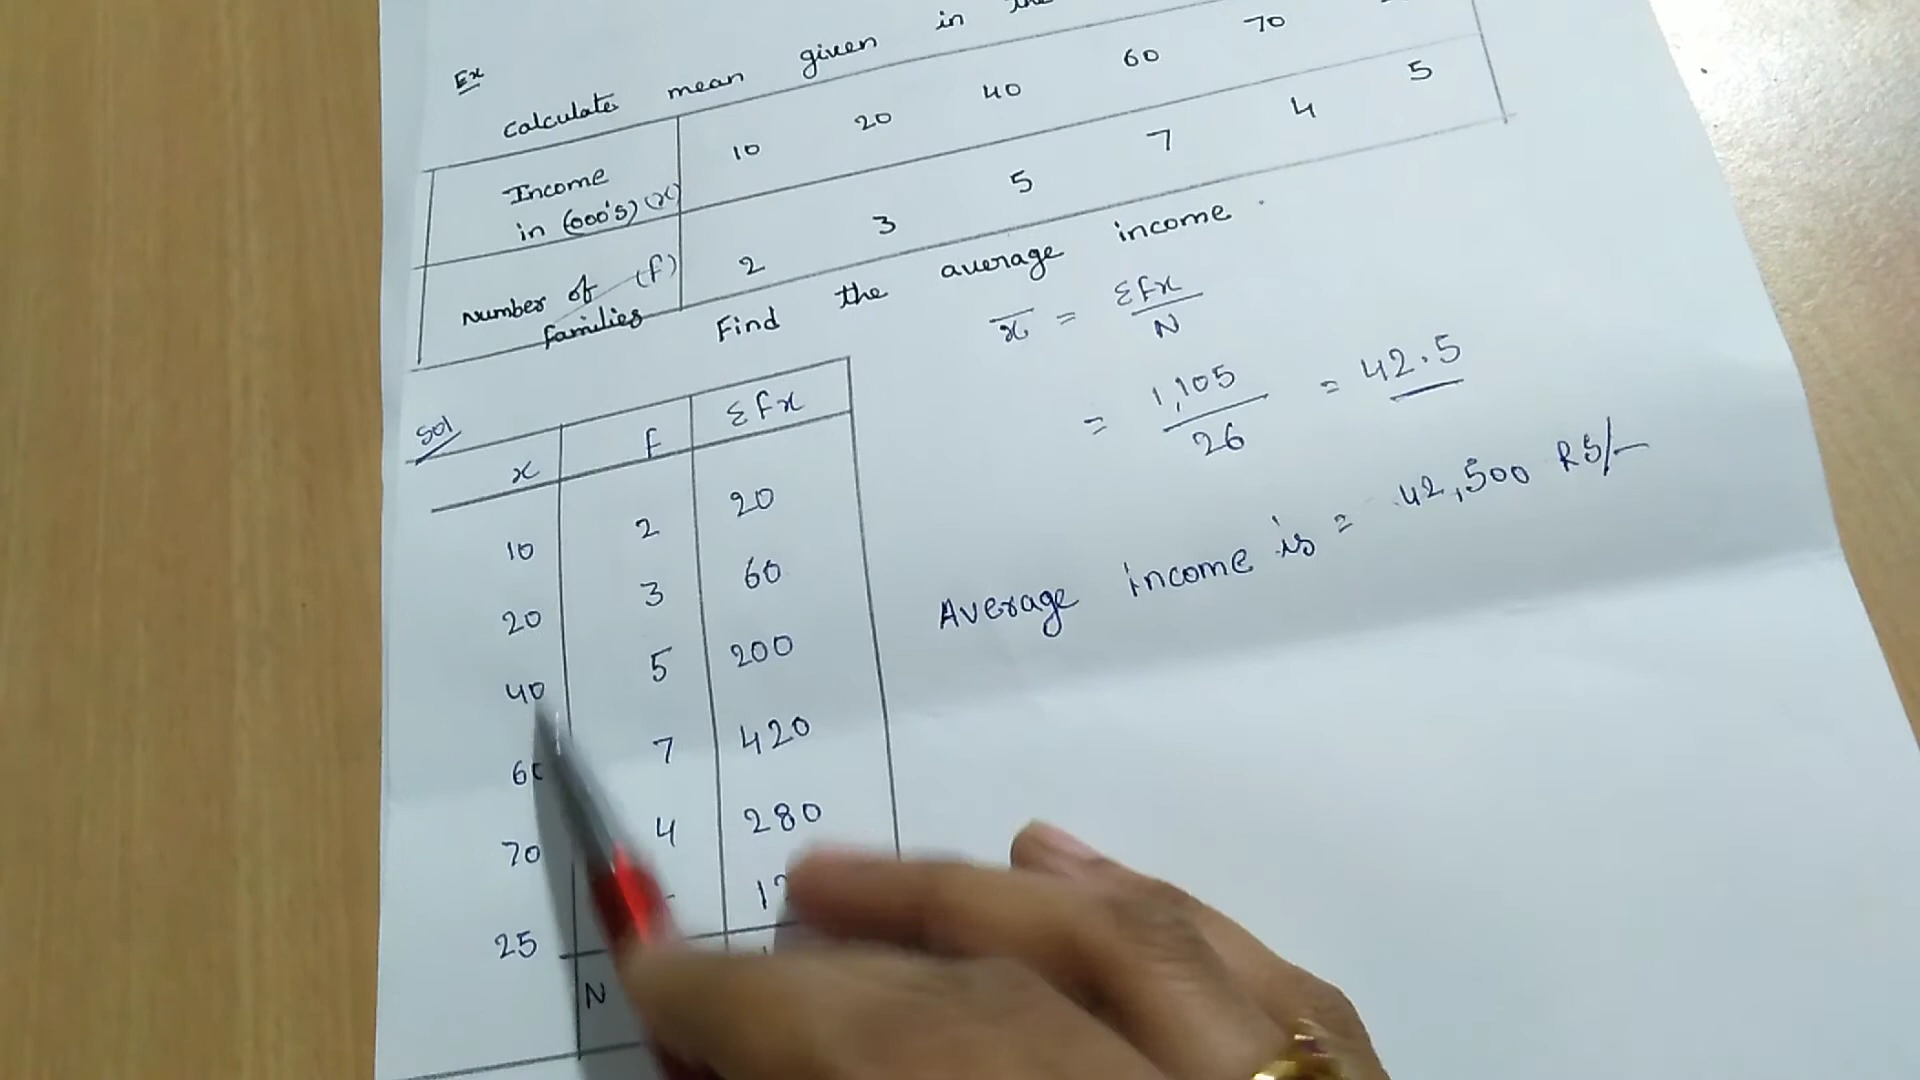 Ex
Calculate mean given in the
Income in (000's) (x) 10 20 40 60 70
Number of families (f) 2 3 5 7 4 5
Find the average income.
x̄ = Σfx / N
= 1,105 / 26 = 42.5
Average income is = 42,500 RS/-
Sol
x f Σfx
10 2 20
20 3 60
40 5 200
60 7 420
70 4 280
25
N